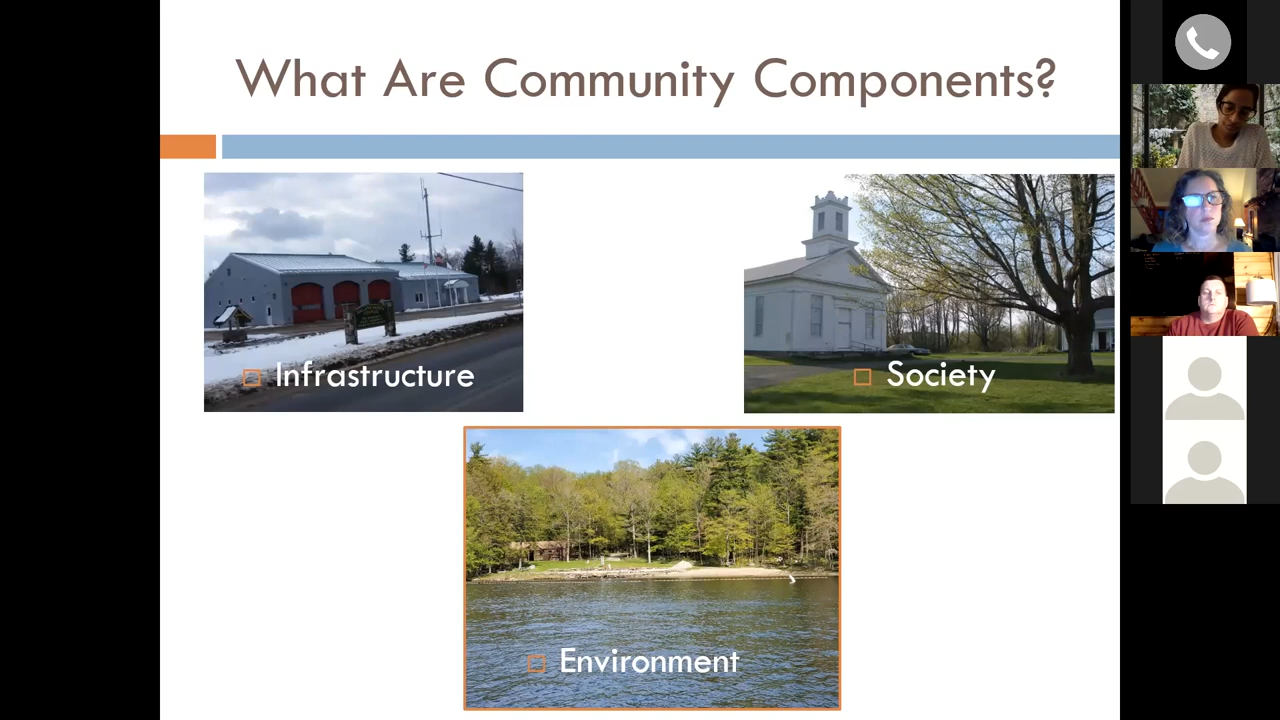 What Are Community Components?
Infrastructure
Society
Environment